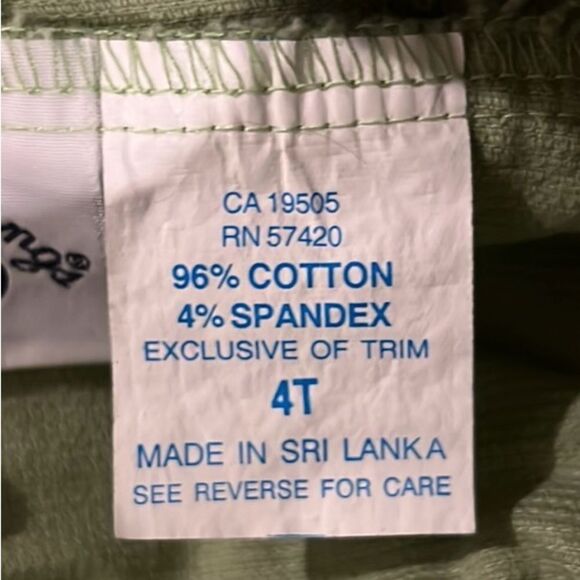 CA 19505
RN 57420
96% COTTON
4% SPANDEX
EXCLUSIVE OF TRIM
4T
MADE IN SRI LANKA
SEE REVERSE FOR CARE